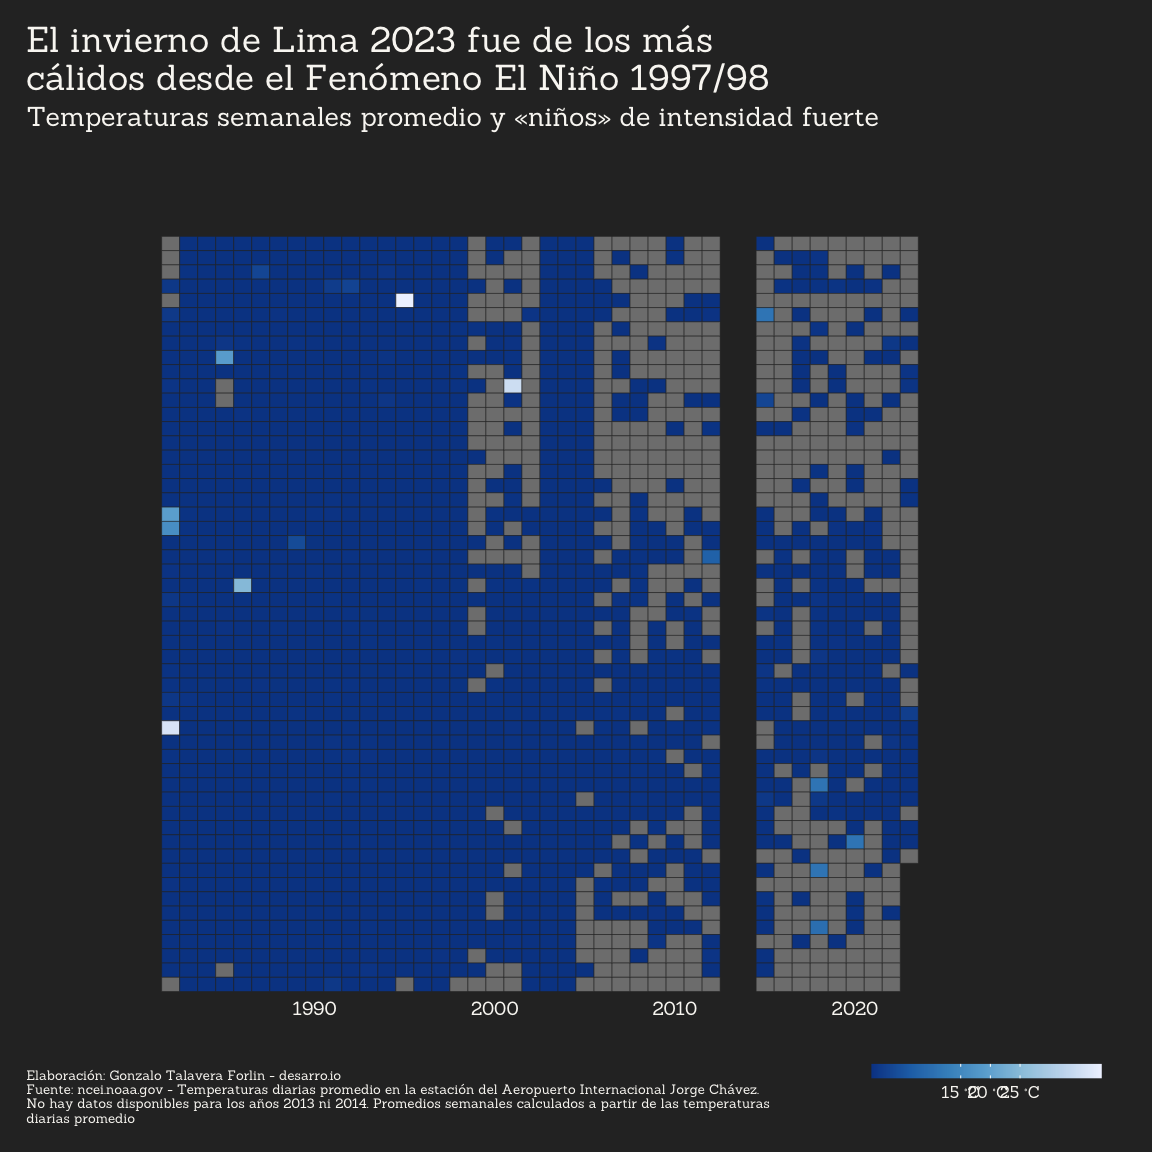 El invierno de Lima 2023 fue de los más
cálidos desde el Fenómeno El Niño 1997/98
Temperaturas semanales promedio y «niños» de intensidad fuerte
1990 2000 2010 2020
Elaboración: Gonzalo Talavera Forlin - desarro.io
Fuente: ncei.noaa.gov - Temperaturas diarias promedio en la estación del Aeropuerto Internacional Jorge Chávez.
No hay datos disponibles para los años 2013 ni 2014. Promedios semanales calculados a partir de las temperaturas
diarias promedio
15 °C 20 °C 25 °C